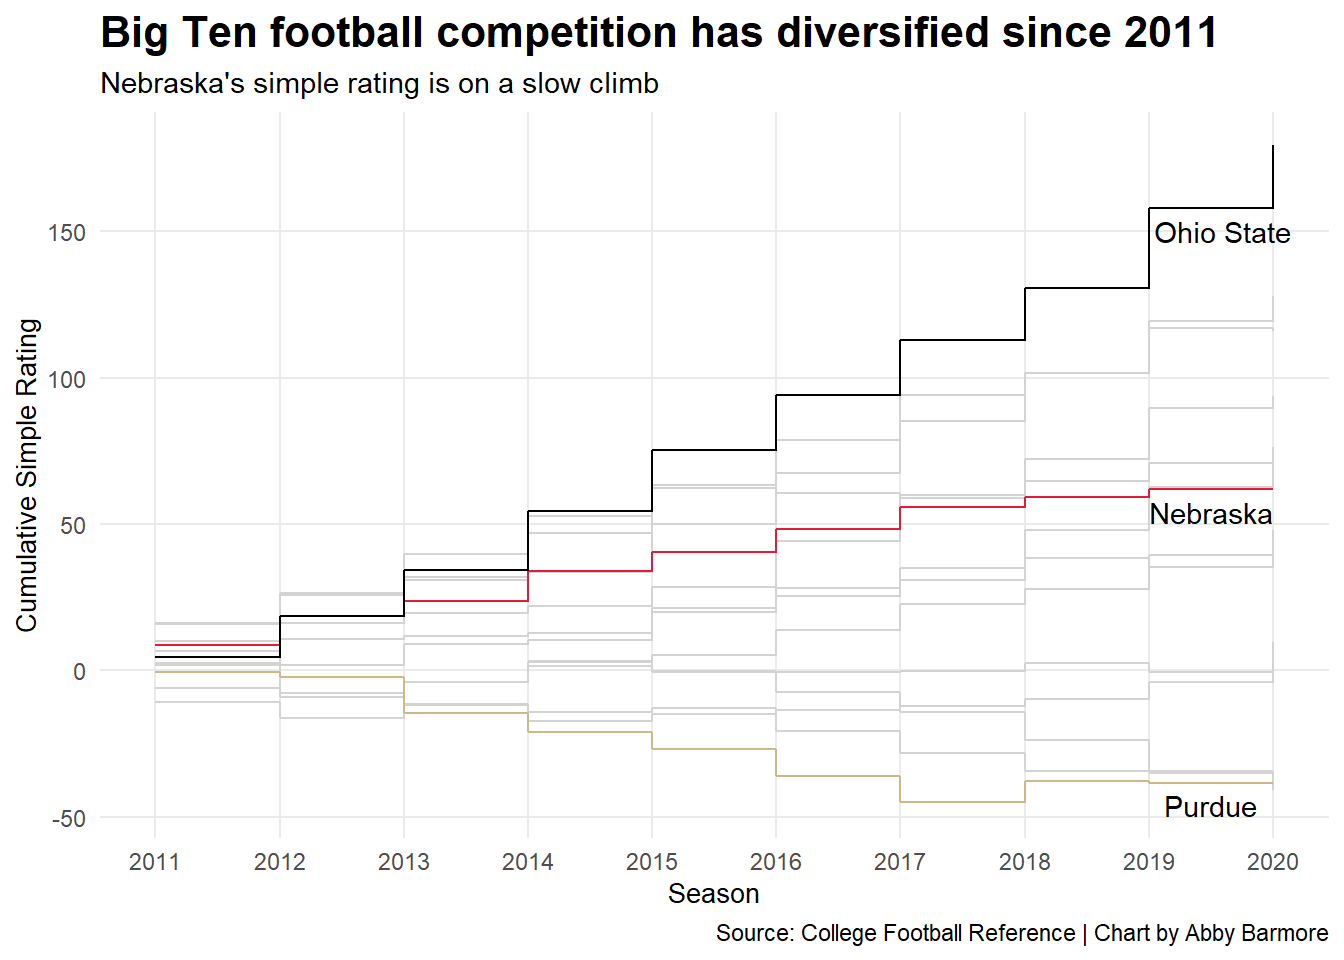 Big Ten football competition has diversified since 2011
Nebraska's simple rating is on a slow climb
Cumulative Simple Rating
150
100
50
0
-50
Ohio State
Nebraska
Purdue
2011 2012 2013 2014 2015 2016 2017 2018 2019 2020
Season
Source: College Football Reference | Chart by Abby Barmore